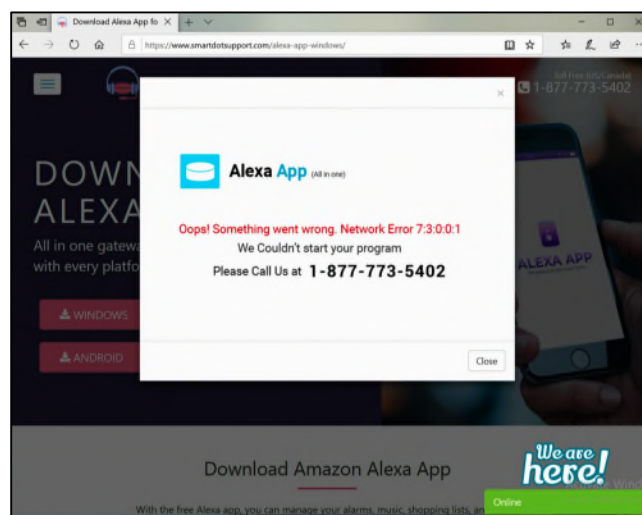 Download Alexa App fo
https://www.smartdotsupport.com/alexa-app-windows/
Toll Free (US/Canada)
1-877-773-5402
DOWN
ALEXA
All in one gatewa
with every platfo
WINDOWS
ANDROID
Alexa App (All in one)
Oops! Something went wrong. Network Error 7:3:0:0:1
We Couldn't start your program
Please Call Us at 1-877-773-5402
Close
ALEXA APP
Download Amazon Alexa App
With the free Alexa app, you can manage your alarms, music, shopping lists, an
We are
here!
Wind
Online